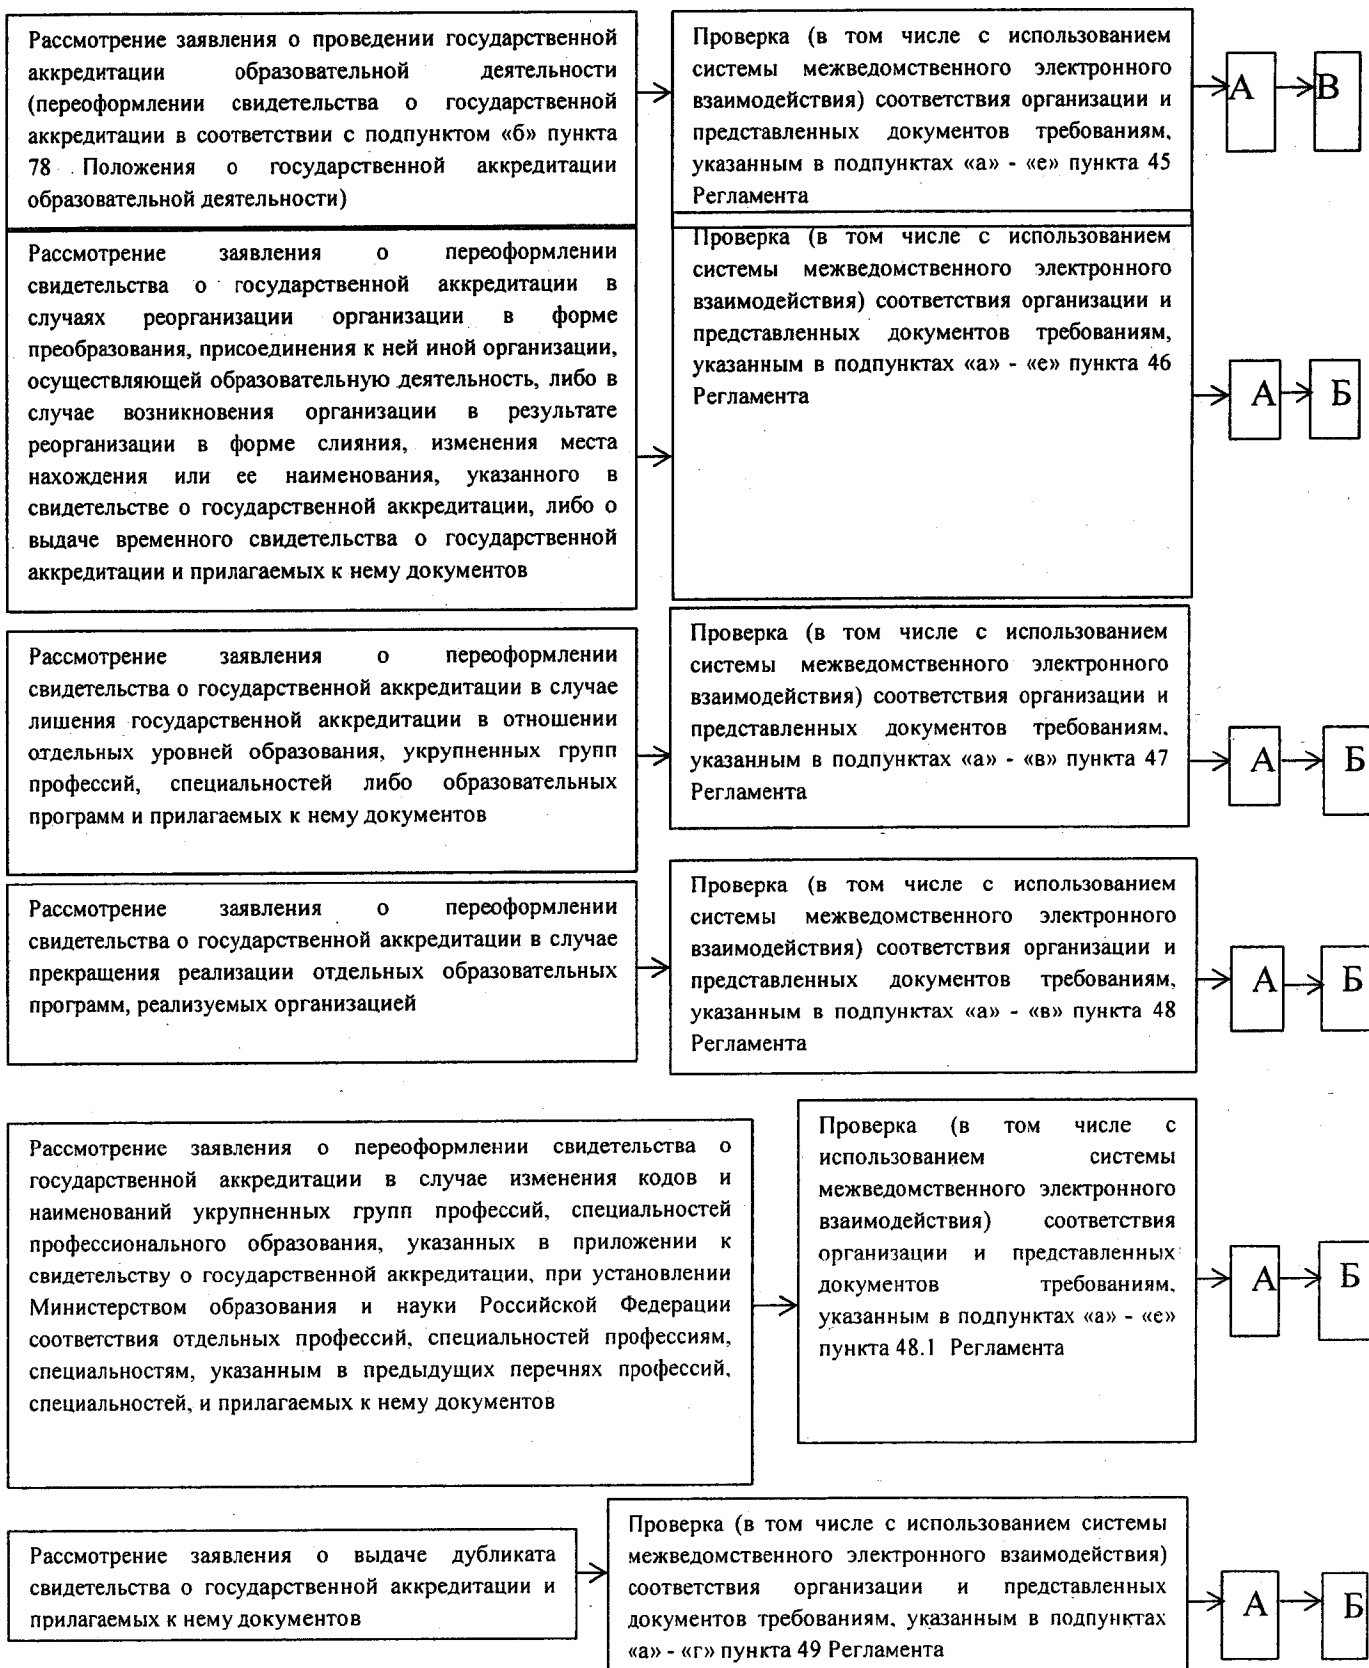 Рассмотрение заявления о проведении государственной
аккредитации образовательной деятельности
(переоформлении свидетельства о государственной
аккредитации в соответствии с подпунктом «б» пункта
78 Положения о государственной аккредитации
образовательной деятельности)
Проверка (в том числе с использованием
системы межведомственного электронного
взаимодействия) соответствия организации и
представленных документов требованиям,
указанным в подпунктах «а» - «е» пункта 45
Регламента
А
В
Рассмотрение заявления о переоформлении
свидетельства о государственной аккредитации в
случаях реорганизации организации в форме
преобразования, присоединения к ней иной организации,
осуществляющей образовательную деятельность, либо в
случае возникновения организации в результате
реорганизации в форме слияния, изменения места
нахождения или ее наименования, указанного в
свидетельстве о государственной аккредитации, либо о
выдаче временного свидетельства о государственной
аккредитации и прилагаемых к нему документов
Проверка (в том числе с использованием
системы межведомственного электронного
взаимодействия) соответствия организации и
представленных документов требованиям,
указанным в подпунктах «а» - «е» пункта 46
Регламента
А
Б
Рассмотрение заявления о переоформлении
свидетельства о государственной аккредитации в случае
лишения государственной аккредитации в отношении
отдельных уровней образования, укрупненных групп
профессий, специальностей либо образовательных
программ и прилагаемых к нему документов
Проверка (в том числе с использованием
системы межведомственного электронного
взаимодействия) соответствия организации и
представленных документов требованиям,
указанным в подпунктах «а» - «в» пункта 47
Регламента
А
Б
Рассмотрение заявления о переоформлении
свидетельства о государственной аккредитации в случае
прекращения реализации отдельных образовательных
программ, реализуемых организацией
Проверка (в том числе с использованием
системы межведомственного электронного
взаимодействия) соответствия организации и
представленных документов требованиям,
указанным в подпунктах «а» - «в» пункта 48
Регламента
А
Б
Рассмотрение заявления о переоформлении свидетельства о
государственной аккредитации в случае изменения кодов и
наименований укрупненных групп профессий, специальностей
профессионального образования, указанных в приложении к
свидетельству о государственной аккредитации, при установлении
Министерством образования и науки Российской Федерации
соответствия отдельных профессий, специальностей профессиям,
специальностям, указанным в предыдущих перечнях профессий,
специальностей, и прилагаемых к нему документов
Проверка (в том числе с
использованием системы
межведомственного электронного
взаимодействия) соответствия
организации и представленных
документов требованиям,
указанным в подпунктах «а» - «е»
пункта 48.1 Регламента
А
Б
Рассмотрение заявления о выдаче дубликата
свидетельства о государственной аккредитации и
прилагаемых к нему документов
Проверка (в том числе с использованием системы
межведомственного электронного взаимодействия)
соответствия организации и представленных
документов требованиям, указанным в подпунктах
«а» - «г» пункта 49 Регламента
А
Б